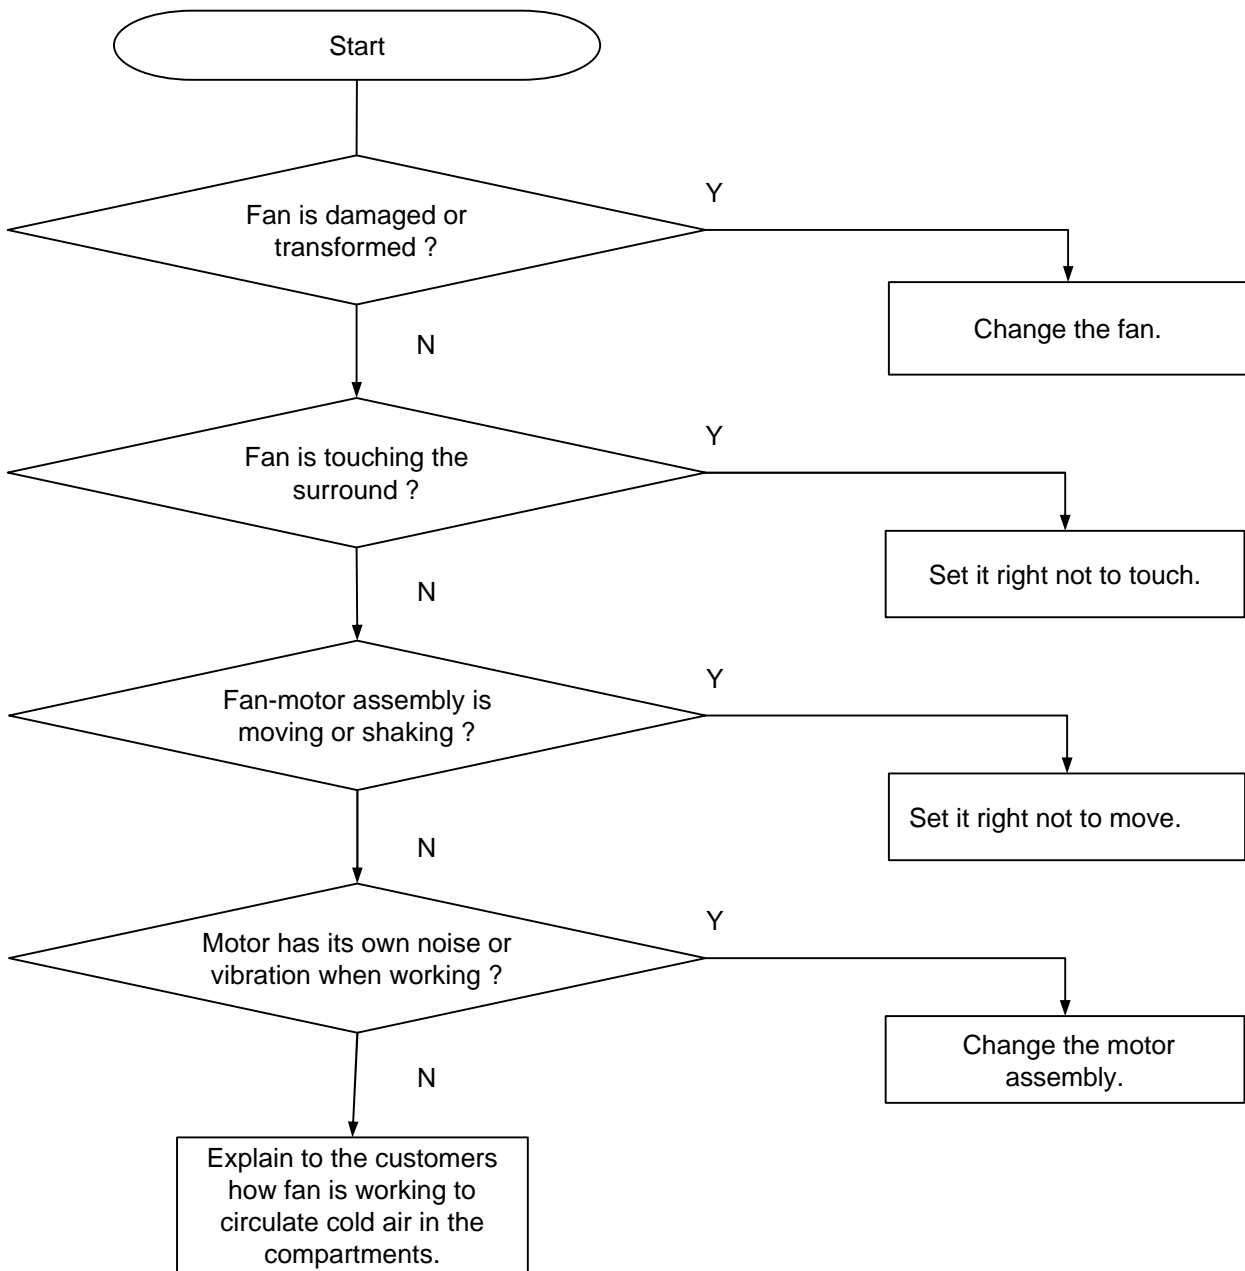 Start
Fan is damaged or
transformed ?
Y
Change the fan.
N
Fan is touching the
surround ?
Y
Set it right not to touch.
N
Fan-motor assembly is
moving or shaking ?
Y
Set it right not to move.
N
Motor has its own noise or
vibration when working ?
Y
Change the motor
assembly.
N
Explain to the customers
how fan is working to
circulate cold air in the
compartments.